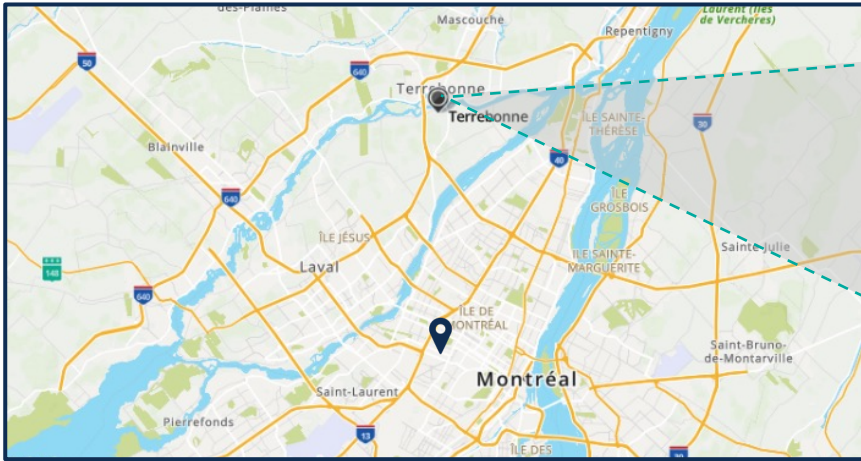 des-Plaines
Laurent (Îles
de Verchères)
Mascouche
Repentigny
50
640
Terrebonne
Terrebonne
ÎLE SAINTE-
THÉRÈSE
30
Blainville
40
640
ÎLE
GROSBOIS
ÎLE JÉSUS
Sainte-Julie
Laval
ÎLE SAINTE-
MARGUERITE
148
640
ÎLE DE
MONTRÉAL
Saint-Bruno-
de-Montarville
Montréal
Saint-Laurent
Pierrefonds
13
ÎLE DES
30